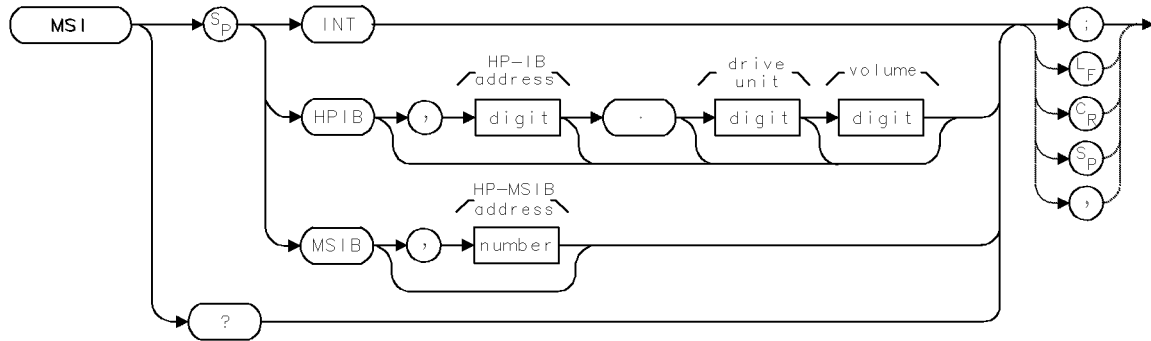 MSI SP INT ;
LF
HP-IB address drive unit volume
HPIB , digit . digit digit CR
SP
HP-MSIB address ,
MSIB , number
?